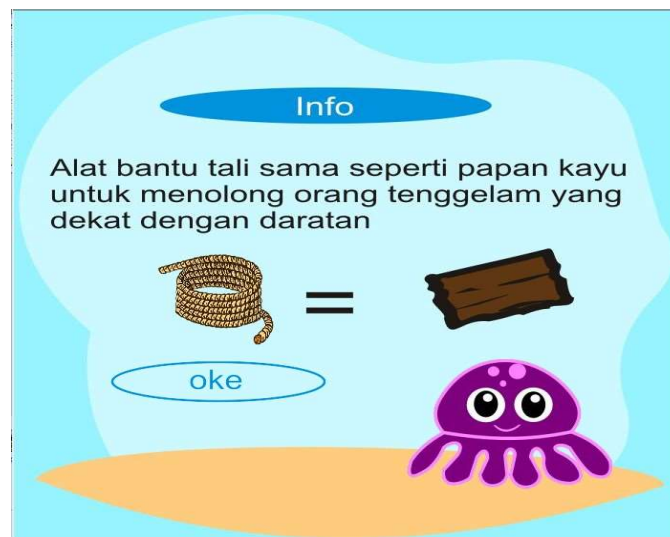 Info
Alat bantu tali sama seperti papan kayu
untuk menolong orang tenggelam yang
dekat dengan daratan
=
oke